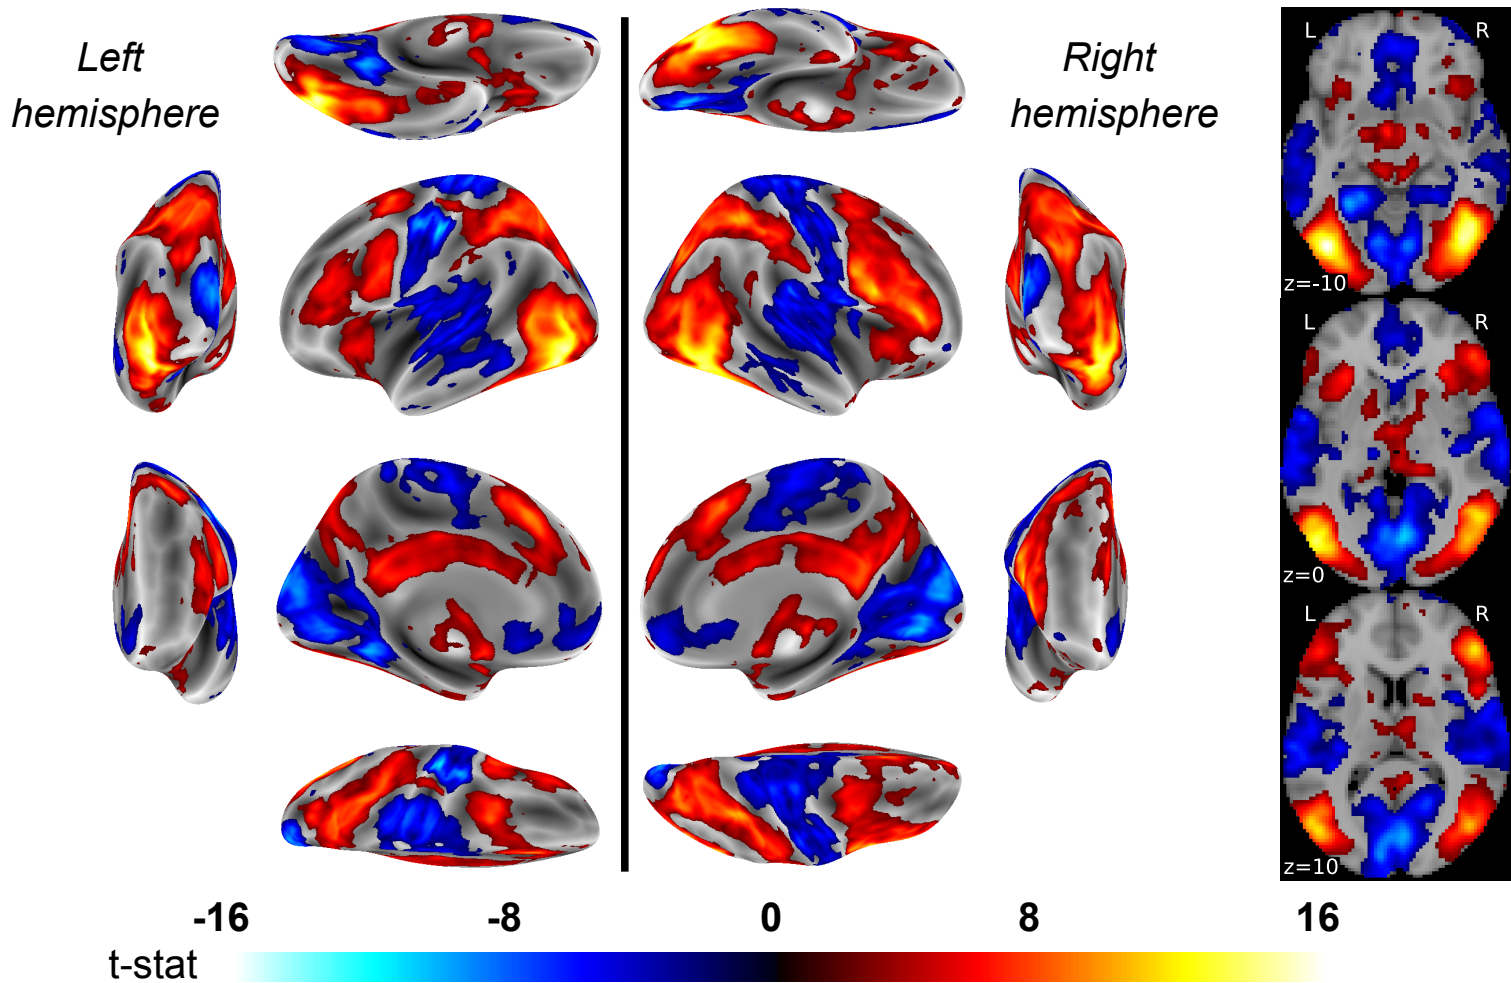 Left
hemisphere
Right
hemisphere
L R
z=-10
L R
z=0
L R
z=10
-16 -8 0 8 16
t-stat